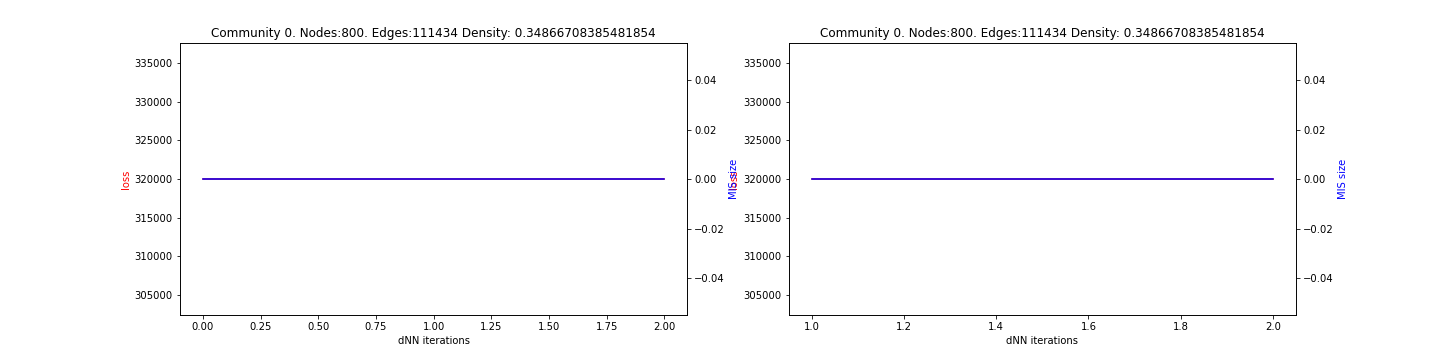 Community 0. Nodes:800. Edges:111434 Density: 0.34866708385481854
335000
330000
325000
320000
315000
310000
305000
loss
0.04
0.02
0.00
−0.02
−0.04
MIS size
0.00 0.25 0.50 0.75 1.00 1.25 1.50 1.75 2.00
dNN iterations
Community 0. Nodes:800. Edges:111434 Density: 0.34866708385481854
335000
330000
325000
320000
315000
310000
305000
loss
0.04
0.02
0.00
−0.02
−0.04
MIS size
1.0 1.2 1.4 1.6 1.8 2.0
dNN iterations